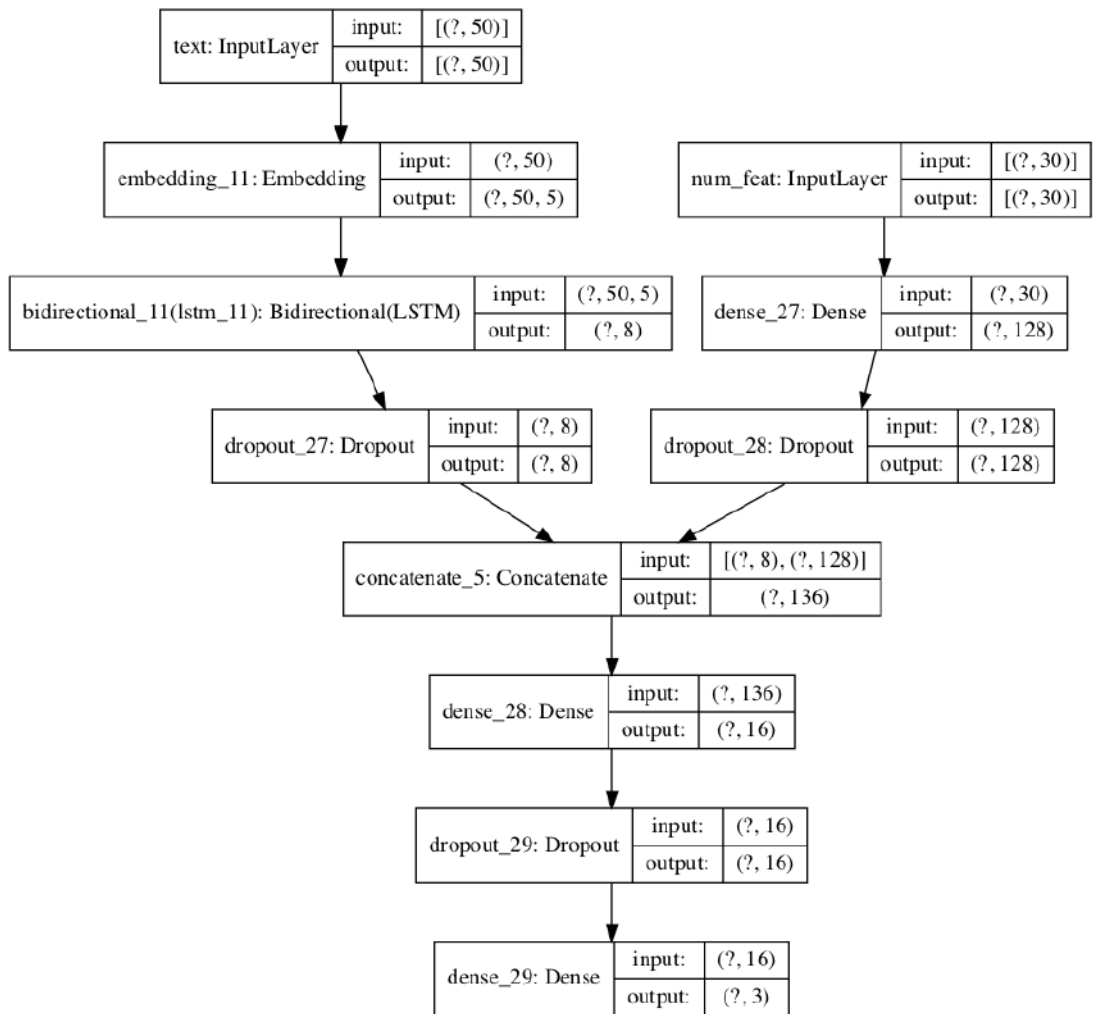 text: InputLayer
input: [(?, 50)]
output: [(?, 50)]
embedding_11: Embedding
input: (?, 50)
output: (?, 50, 5)
num_feat: InputLayer
input: [(?, 30)]
output: [(?, 30)]
bidirectional_11(lstm_11): Bidirectional(LSTM)
input: (?, 50, 5)
output: (?, 8)
dense_27: Dense
input: (?, 30)
output: (?, 128)
dropout_27: Dropout
input: (?, 8)
output: (?, 8)
dropout_28: Dropout
input: (?, 128)
output: (?, 128)
concatenate_5: Concatenate
input: [(?, 8), (?, 128)]
output: (?, 136)
dense_28: Dense
input: (?, 136)
output: (?, 16)
dropout_29: Dropout
input: (?, 16)
output: (?, 16)
dense_29: Dense
input: (?, 16)
output: (?, 3)